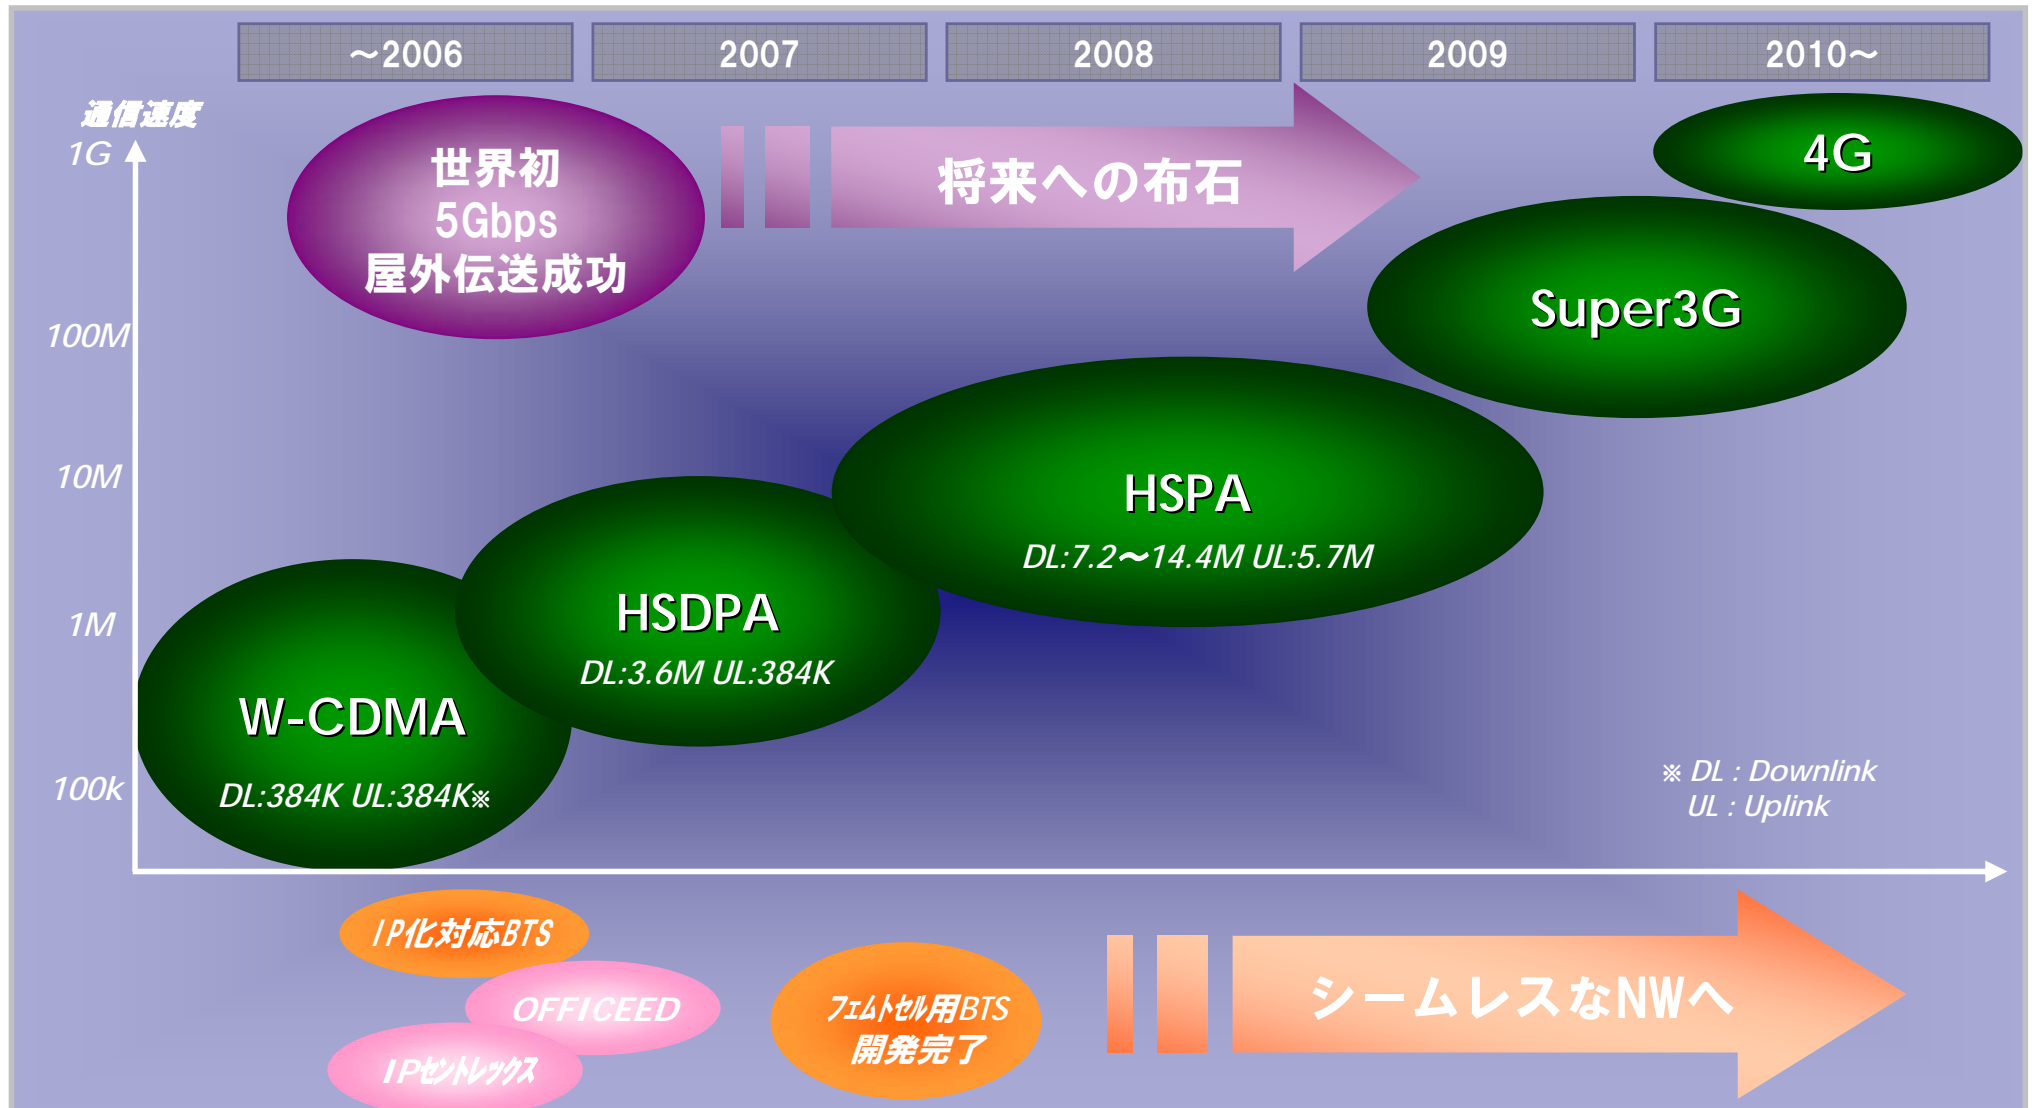 ～2006
2007
2008
2009
2010～
通信速度
1G
100M
10M
1M
100k
世界初
5Gbps
屋外伝送成功
将来への布石
4G
Super3G
HSPA
DL:7.2～14.4M UL:5.7M
HSDPA
DL:3.6M UL:384K
W-CDMA
DL:384K UL:384K※
※ DL : Downlink
UL : Uplink
IP化対応BTS
OFFICEED
IPｾﾝﾄﾚｯｸｽ
ﾌｪﾑﾄｾﾙ用BTS
開発完了
シームレスなNWへ